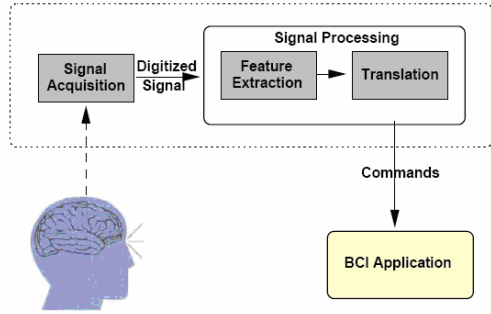 Signal Processing
Signal
Acquisition
Digitized
Signal
Feature
Extraction
Translation
Commands
BCI Application